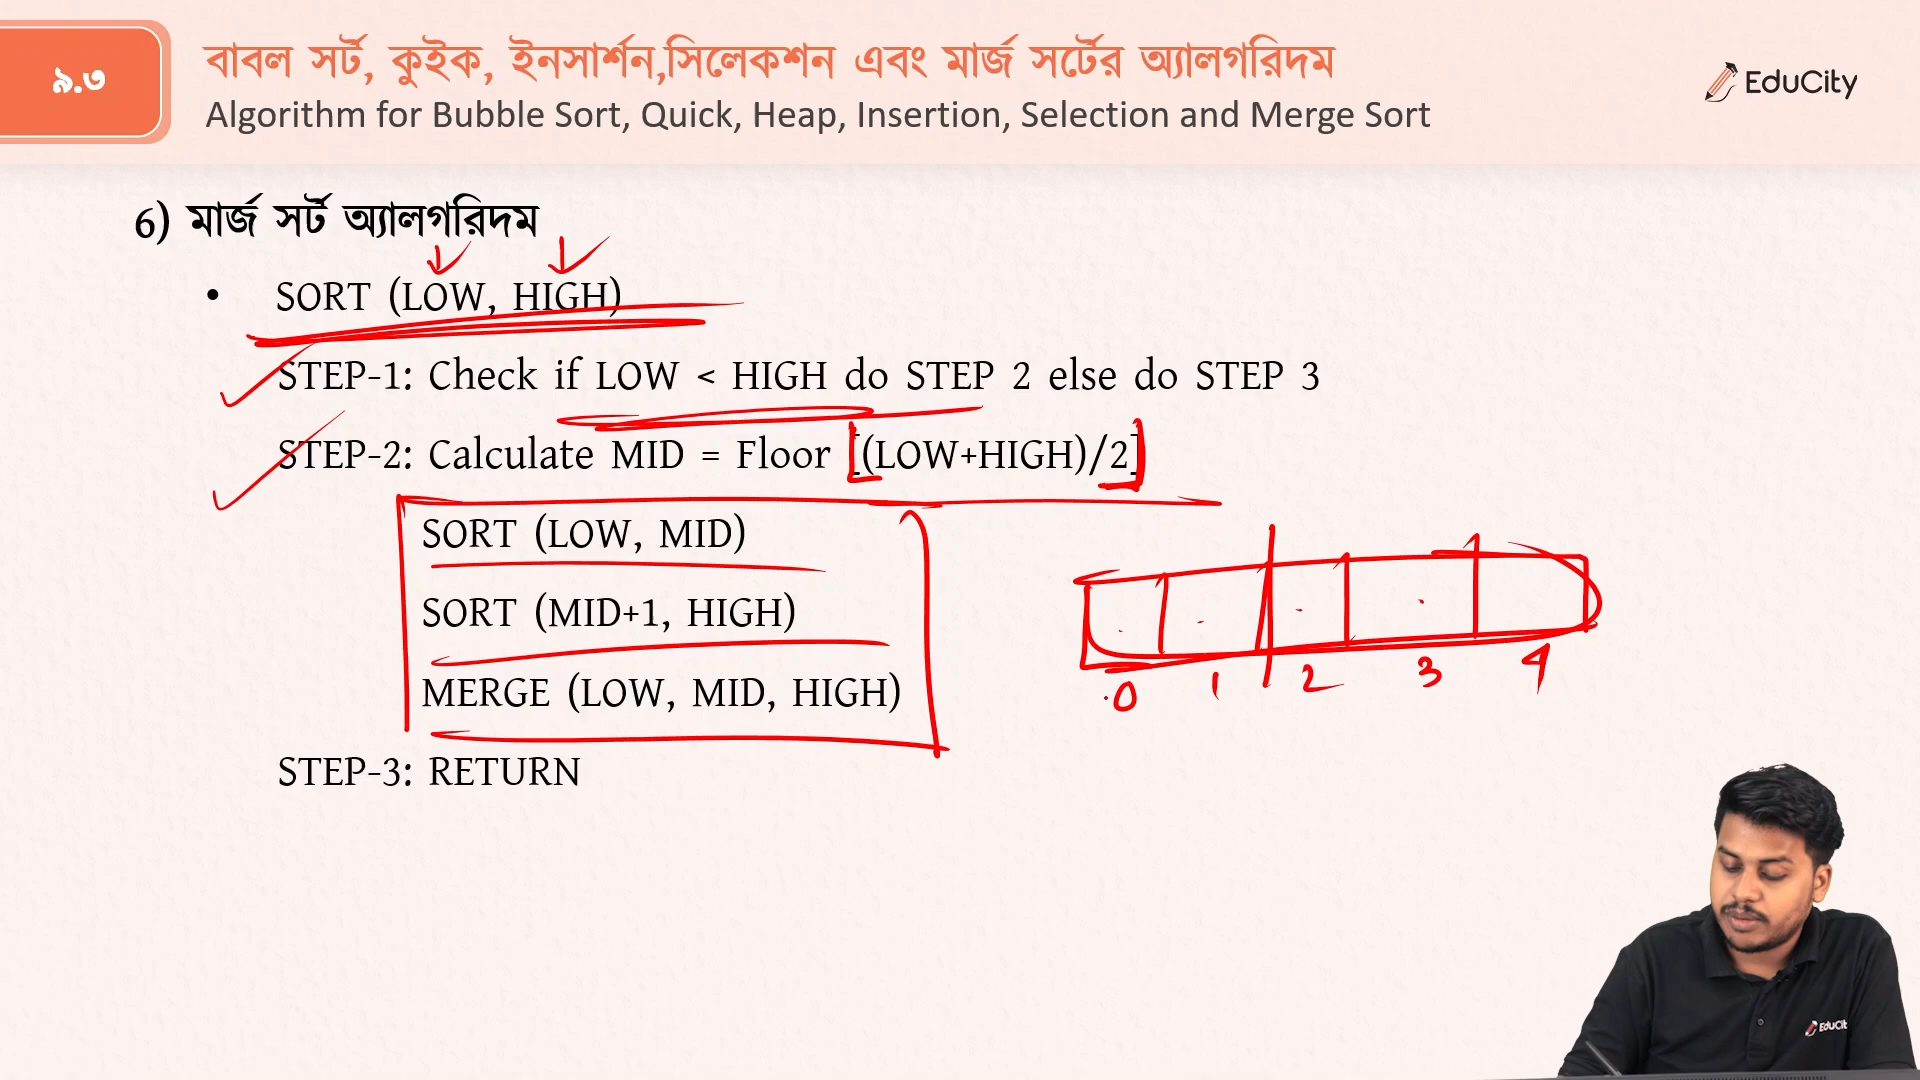 ৯.৩
বাবল সর্ট, কুইক, ইনসার্শন,সিলেকশন এবং মার্জ সর্টের অ্যালগরিদম
Algorithm for Bubble Sort, Quick, Heap, Insertion, Selection and Merge Sort
EduCity
6) মার্জ সর্ট অ্যালগরিদম
• SORT (LOW, HIGH)
STEP-1: Check if LOW < HIGH do STEP 2 else do STEP 3
STEP-2: Calculate MID = Floor [(LOW+HIGH)/2]
SORT (LOW, MID)
SORT (MID+1, HIGH)
MERGE (LOW, MID, HIGH)
STEP-3: RETURN
0 1 2 3 4
EduCit